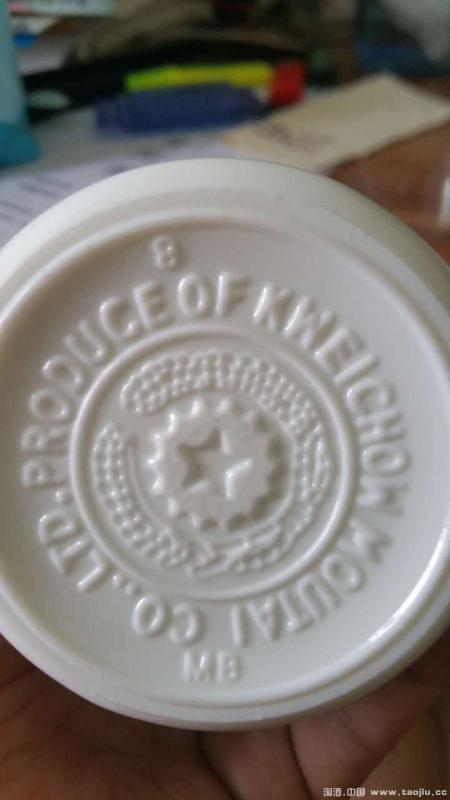 8
PRODUCE OF KWEICHOW MOUTAI CO., LTD.
MB
淘酒.中国 www.taojiu.cc